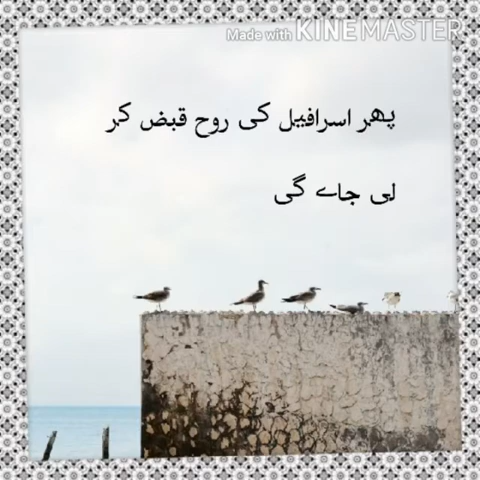 Made with KINEMASTER
پھر اسرافیل کی روح قبض کر
لی جاے گی